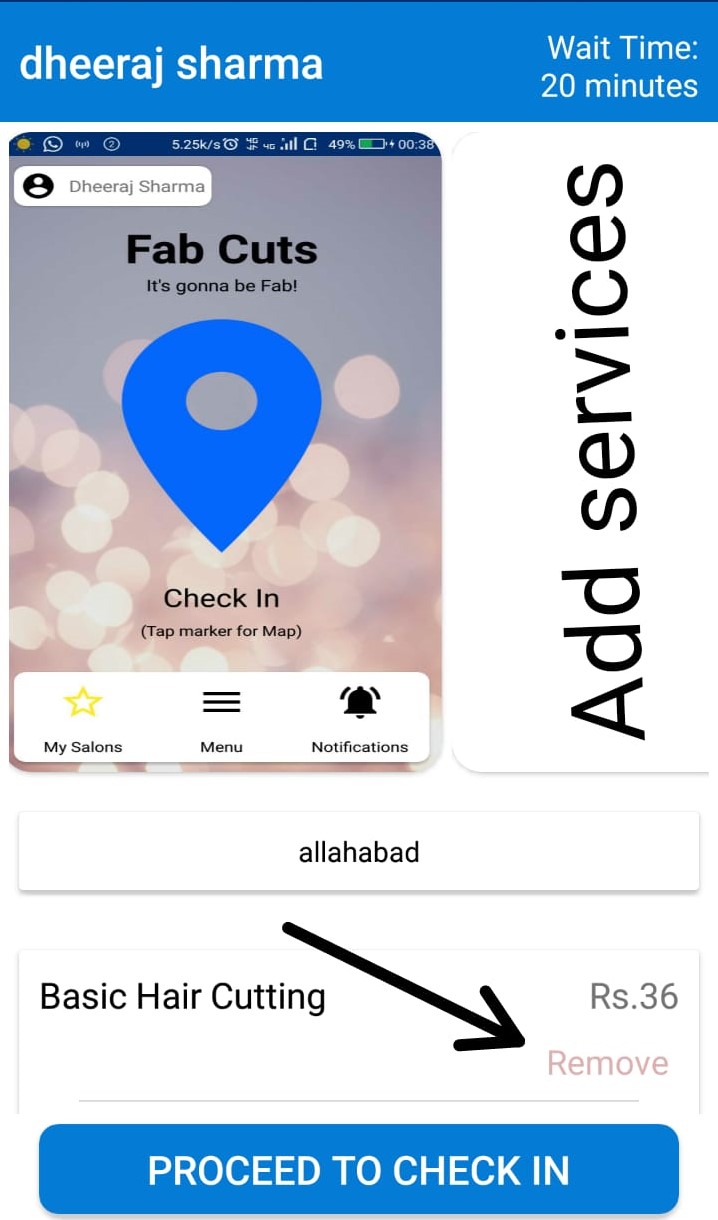 dheeraj sharma
Wait Time:
20 minutes
2 5.25k/s 4G 4G 49% 00:38
Dheeraj Sharma
Fab Cuts
It's gonna be Fab!
Check In
(Tap marker for Map)
My Salons Menu Notifications
Add services
allahabad
Basic Hair Cutting Rs.36
Remove
PROCEED TO CHECK IN